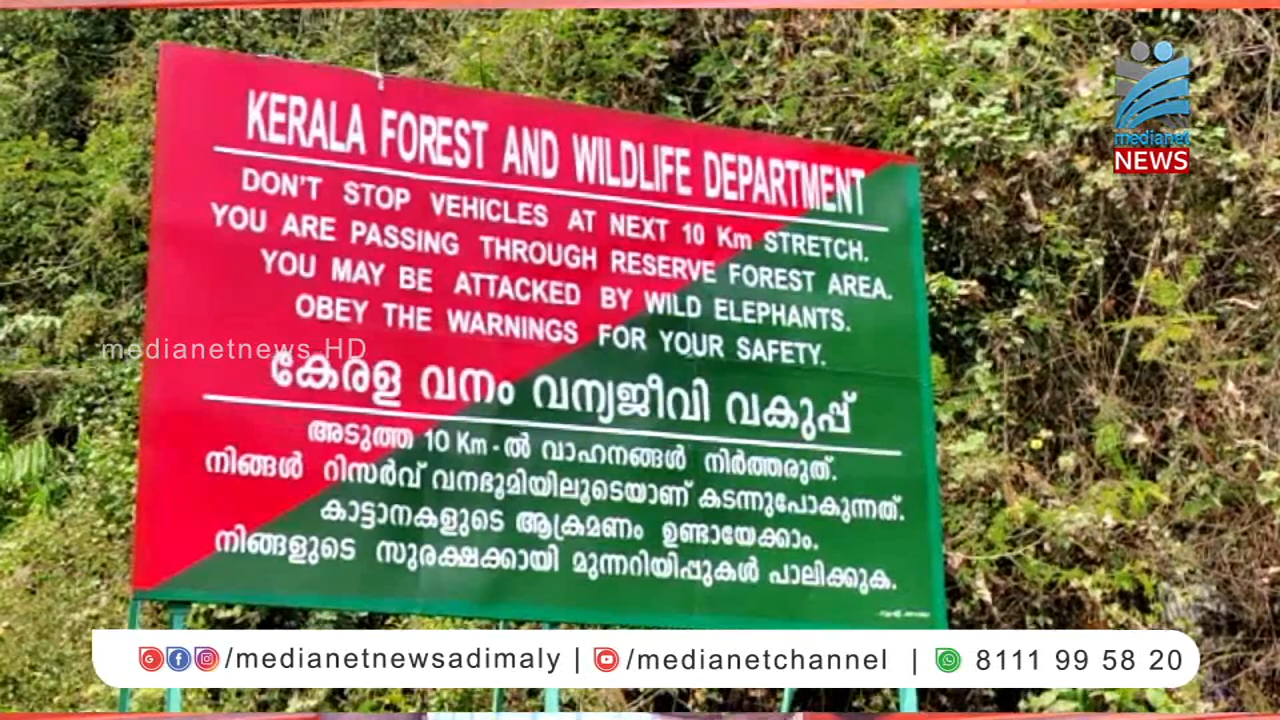 medianet
NEWS
KERALA FOREST AND WILDLIFE DEPARTMENT
DON'T STOP VEHICLES AT NEXT 10 Km STRETCH.
YOU ARE PASSING THROUGH RESERVE FOREST AREA.
YOU MAY BE ATTACKED BY WILD ELEPHANTS.
OBEY THE WARNINGS FOR YOUR SAFETY.
medianetnews HD
കേരള വനം വന്യജീവി വകുപ്പ്
അടുത്ത 10 Km - ൽ വാഹനങ്ങൾ നിർത്തരുത്.
നിങ്ങൾ റിസർവ് വനഭൂമിയിലൂടെയാണ് കടന്നുപോകുന്നത്.
കാട്ടാനകളുടെ ആക്രമണം ഉണ്ടായേക്കാം.
നിങ്ങളുടെ സുരക്ഷക്കായി മുന്നറിയിപ്പുകൾ പാലിക്കുക.
/medianetnewsadimaly | /medianetchannel | 8111 99 58 20